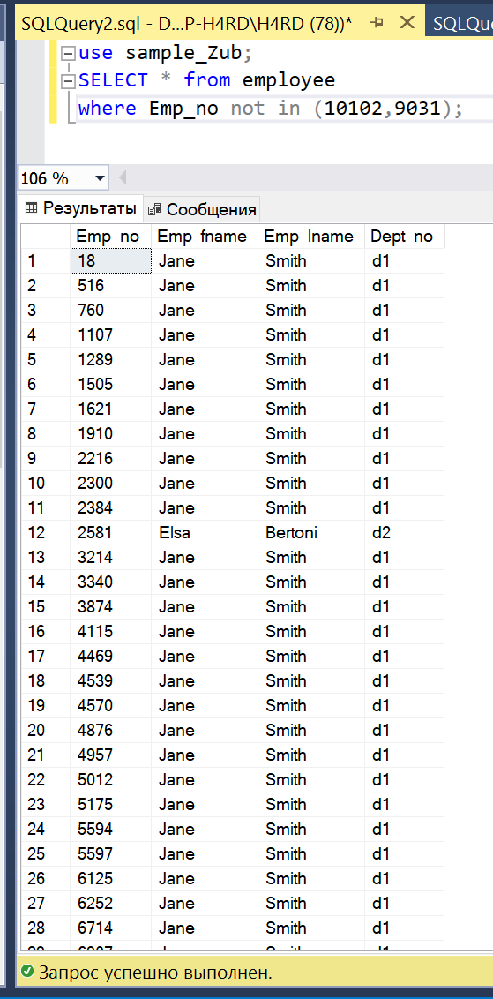 SQLQuery2.sql - D...P-H4RD\H4RD (78))* SQLQue
use sample_Zub;
SELECT * from employee
where Emp_no not in (10102,9031);
106 %
Результаты Сообщения
Emp_no Emp_fname Emp_lname Dept_no
1 18 Jane Smith d1
2 516 Jane Smith d1
3 760 Jane Smith d1
4 1107 Jane Smith d1
5 1289 Jane Smith d1
6 1505 Jane Smith d1
7 1621 Jane Smith d1
8 1910 Jane Smith d1
9 2216 Jane Smith d1
10 2300 Jane Smith d1
11 2384 Jane Smith d1
12 2581 Elsa Bertoni d2
13 3214 Jane Smith d1
14 3340 Jane Smith d1
15 3874 Jane Smith d1
16 4115 Jane Smith d1
17 4469 Jane Smith d1
18 4539 Jane Smith d1
19 4570 Jane Smith d1
20 4876 Jane Smith d1
21 4957 Jane Smith d1
22 5012 Jane Smith d1
23 5175 Jane Smith d1
24 5594 Jane Smith d1
25 5597 Jane Smith d1
26 6125 Jane Smith d1
27 6252 Jane Smith d1
28 6714 Jane Smith d1
Запрос успешно выполнен.